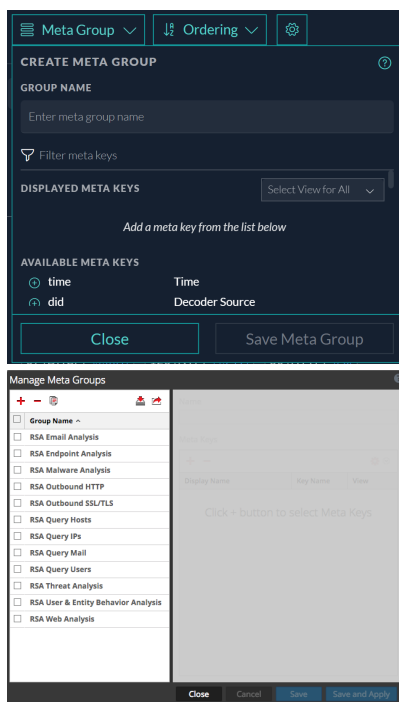 Meta Group Ordering
CREATE META GROUP
GROUP NAME
Enter meta group name
Filter meta keys
DISPLAYED META KEYS Select View for All
Add a meta key from the list below
AVAILABLE META KEYS
time Time
did Decoder Source
Close Save Meta Group
Manage Meta Groups
Group Name
RSA Email Analysis
RSA Endpoint Analysis
RSA Malware Analysis
RSA Outbound HTTP
RSA Outbound SSL/TLS
RSA Query Hosts
RSA Query IPs
RSA Query Mail
RSA Query Users
RSA Threat Analysis
RSA User & Entity Behavior Analysis
RSA Web Analysis
Display Name Key Name View
Click + button to select Meta Keys
Close Cancel Save Save and Apply